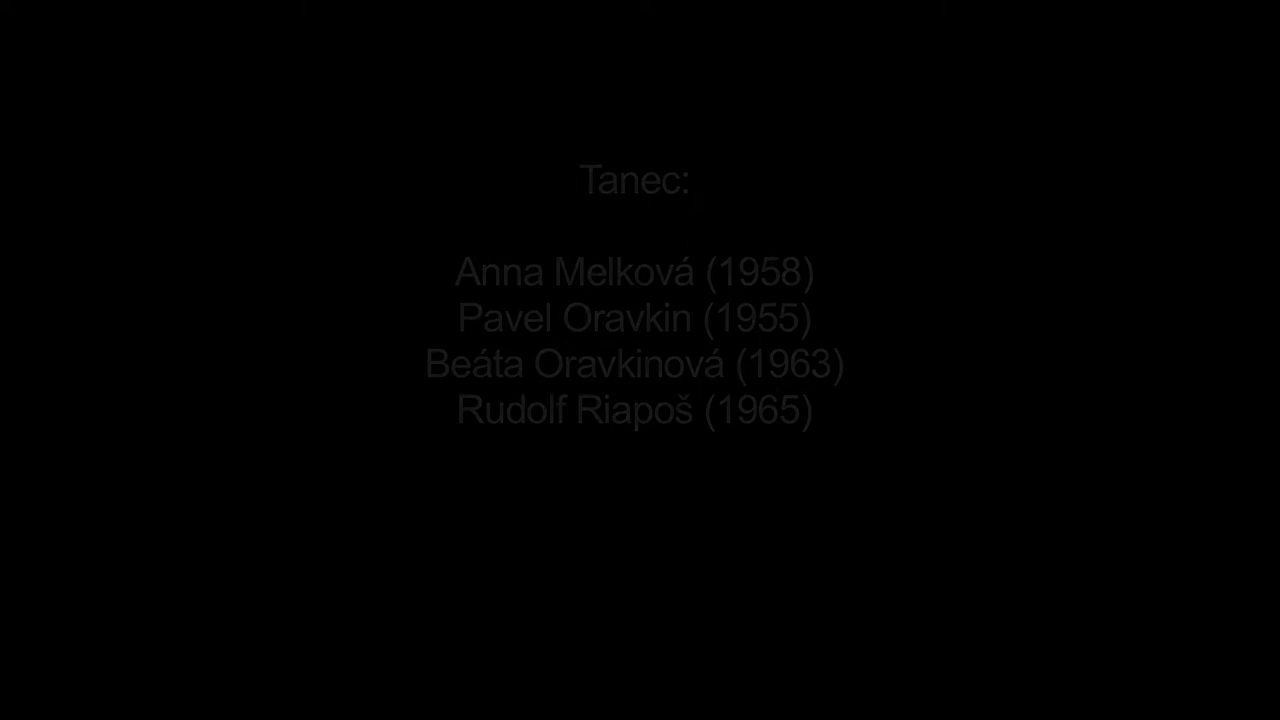 Tanec:
Anna Melková (1958)
Pavel Oravkin (1955)
Beáta Oravkinová (1963)
Rudolf Riapoš (1965)